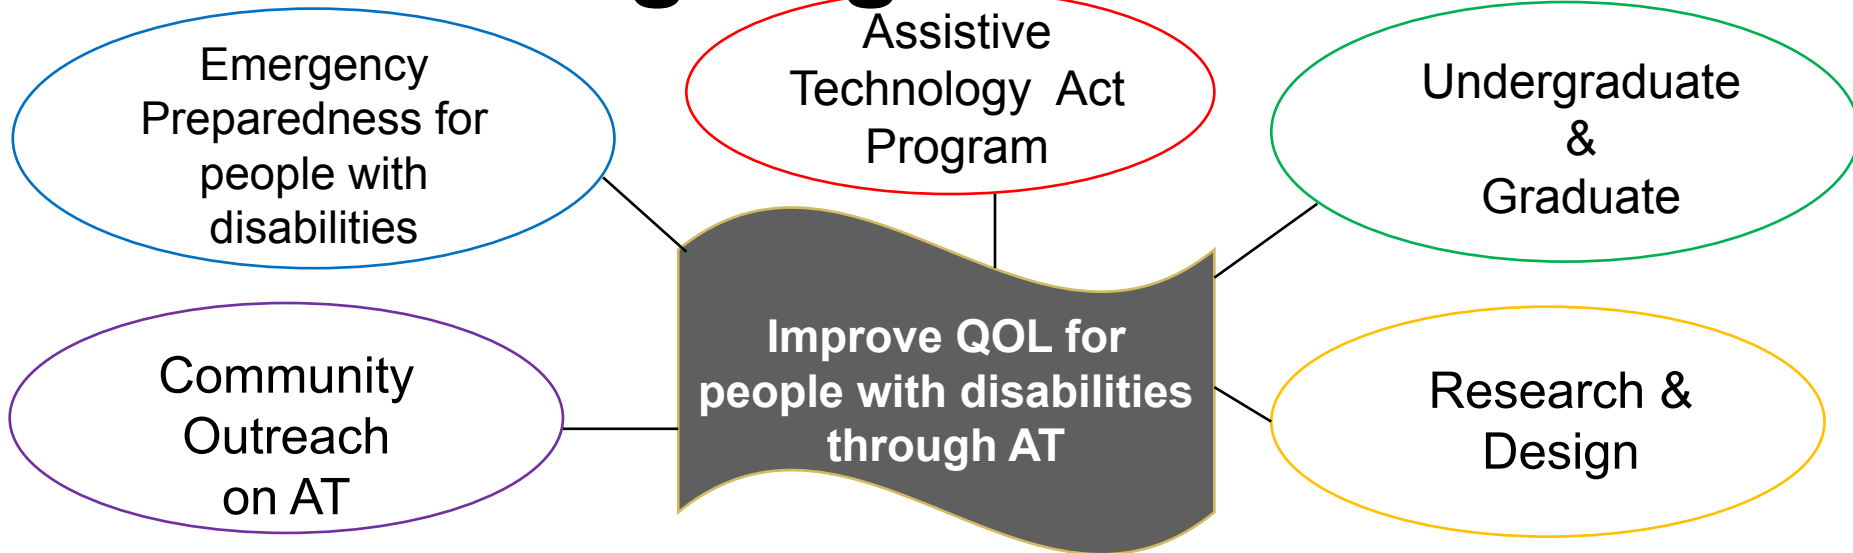 Emergency
Preparedness for
people with
disabilities
Assistive
Technology Act
Program
Undergraduate
&
Graduate
Community
Outreach
on AT
Improve QOL for
people with disabilities
through AT
Research &
Design